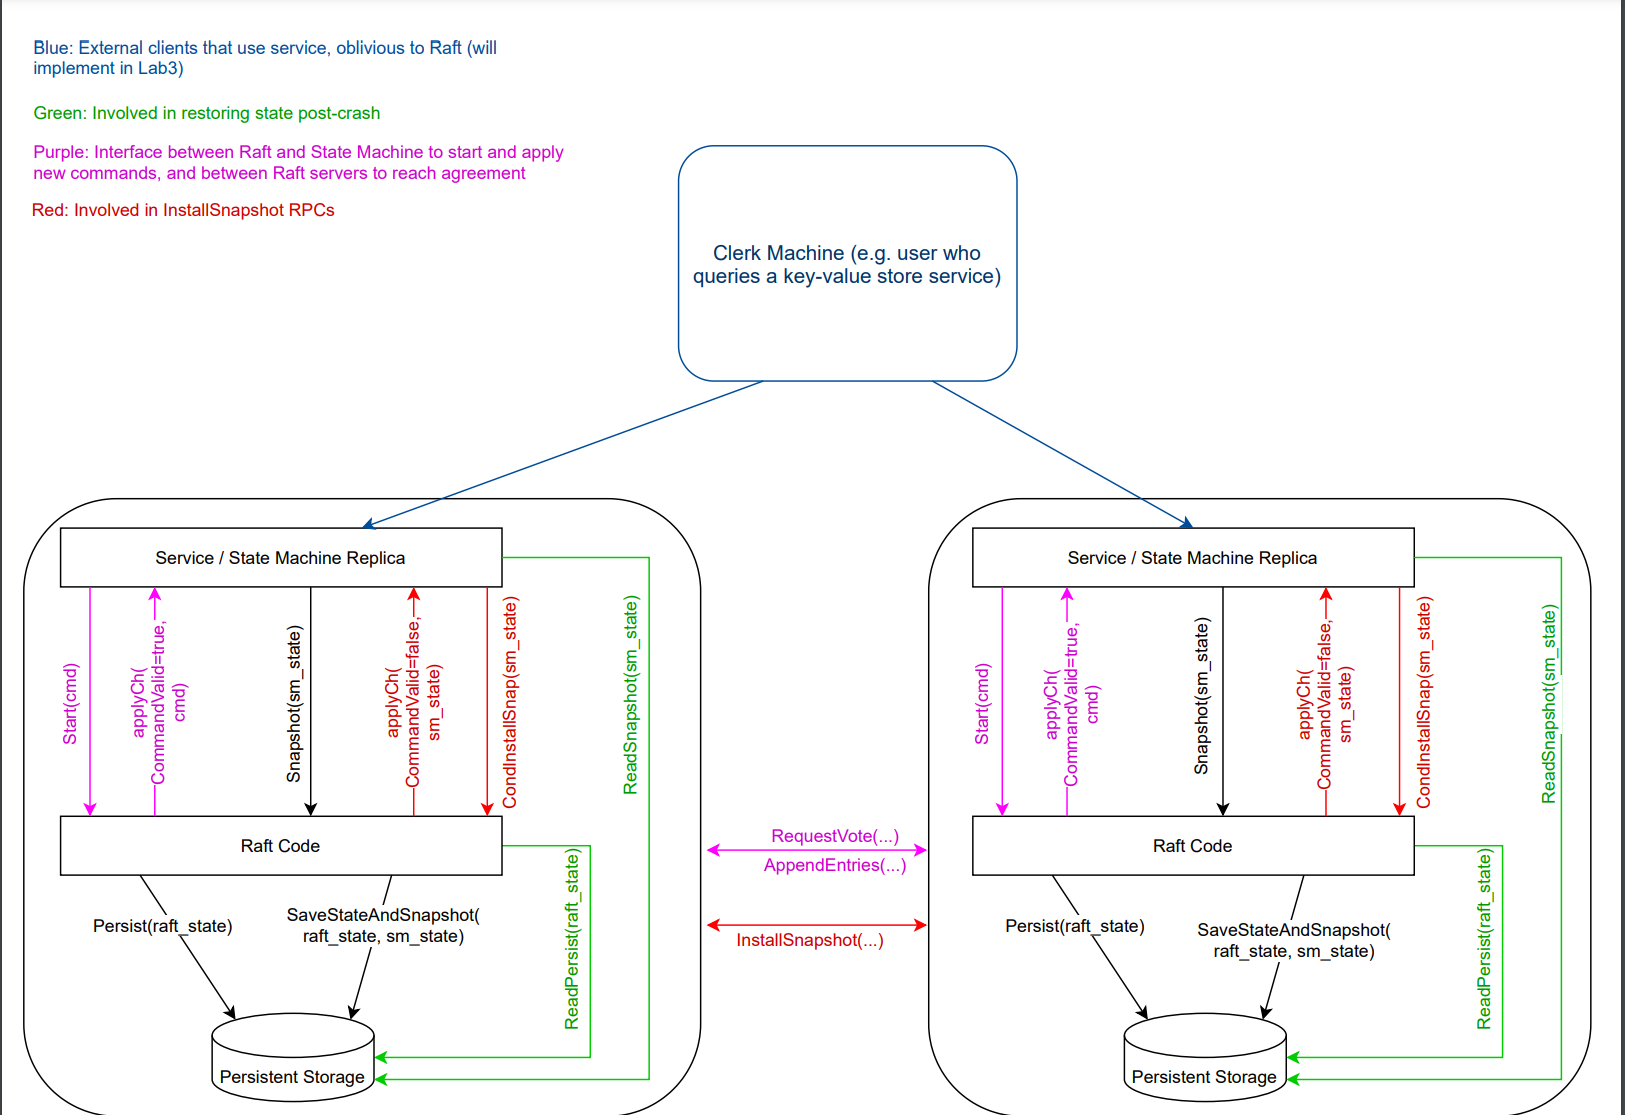 Blue: External clients that use service, oblivious to Raft (will
implement in Lab3)
Green: Involved in restoring state post-crash
Purple: Interface between Raft and State Machine to start and apply
new commands, and between Raft servers to reach agreement
Red: Involved in InstallSnapshot RPCs
Clerk Machine (e.g. user who
queries a key-value store service)
Service / State Machine Replica
Start(cmd)
applyCh(
CommandValid=true,
cmd)
Snapshot(sm_state)
applyCh(
CommandValid=false,
sm_state)
CondInstallSnap(sm_state)
ReadSnapshot(sm_state)
Raft Code
Persist(raft_state)
SaveStateAndSnapshot(
raft_state, sm_state)
ReadPersist(raft_state)
Persistent Storage
RequestVote(...)
AppendEntries(...)
InstallSnapshot(...)
Service / State Machine Replica
Start(cmd)
applyCh(
CommandValid=true,
cmd)
Snapshot(sm_state)
applyCh(
CommandValid=false,
sm_state)
CondInstallSnap(sm_state)
ReadSnapshot(sm_state)
Raft Code
Persist(raft_state)
SaveStateAndSnapshot(
raft_state, sm_state)
ReadPersist(raft_state)
Persistent Storage